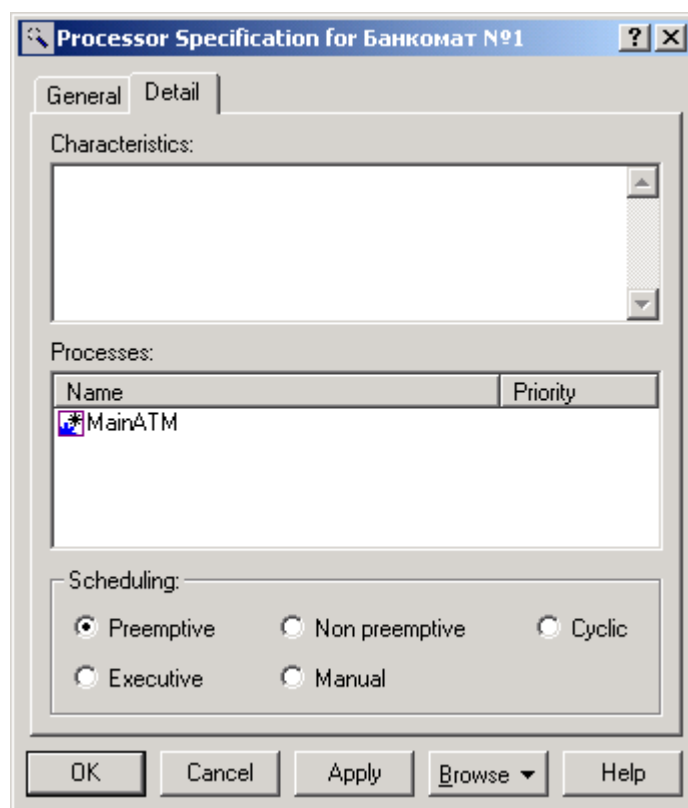 Processor Specification for Банкомат №1
General Detail
Characteristics:
Processes:
Name Priority
MainATM
Scheduling:
Preemptive Non preemptive Cyclic
Executive Manual
OK Cancel Apply Browse Help